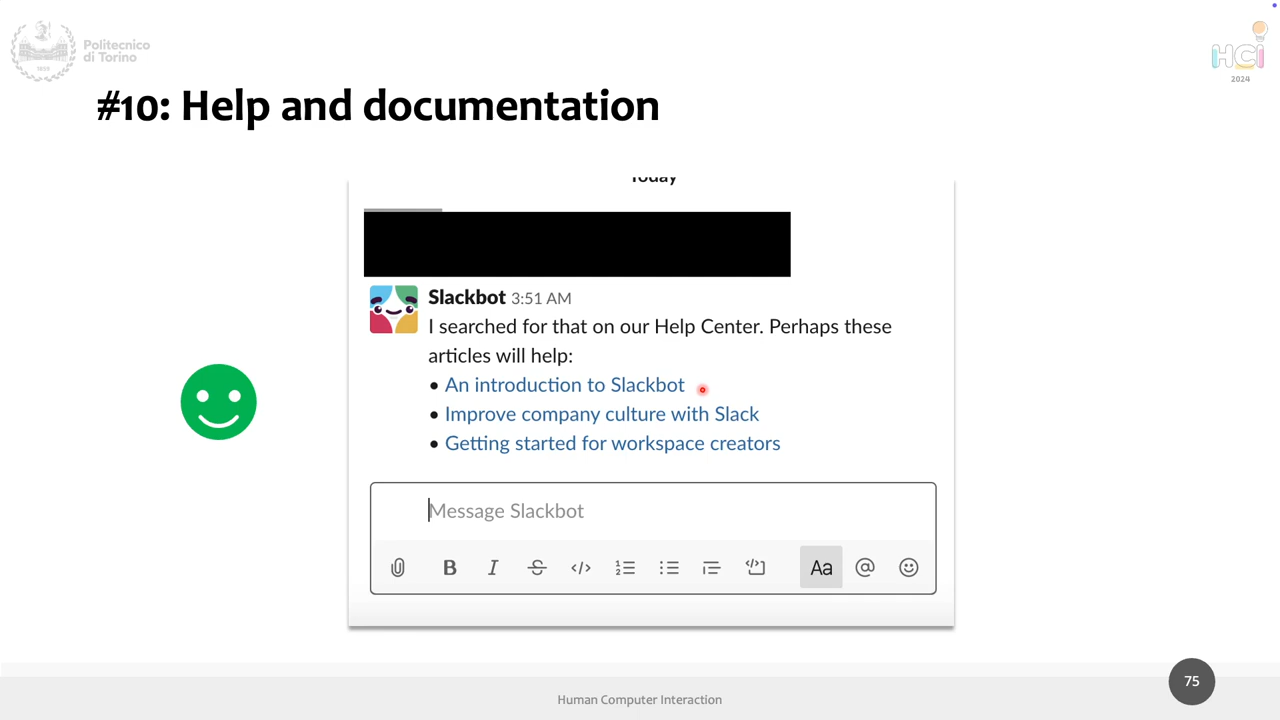 Politecnico
di Torino
1859
HCI
2024
#10: Help and documentation
Today
Slackbot 3:51 AM
I searched for that on our Help Center. Perhaps these
articles will help:
• An introduction to Slackbot
• Improve company culture with Slack
• Getting started for workspace creators
Message Slackbot
B I S </> Aa @
Human Computer Interaction
75